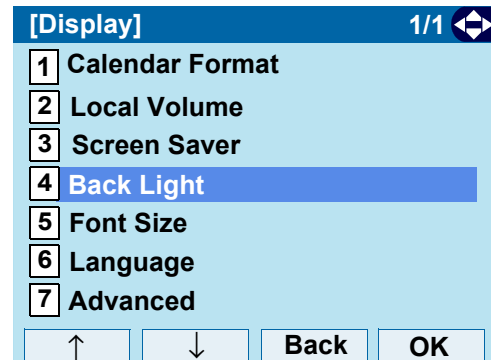 [Display] 1/1
1 Calendar Format
2 Local Volume
3 Screen Saver
4 Back Light
5 Font Size
6 Language
7 Advanced
↑ ↓ Back OK